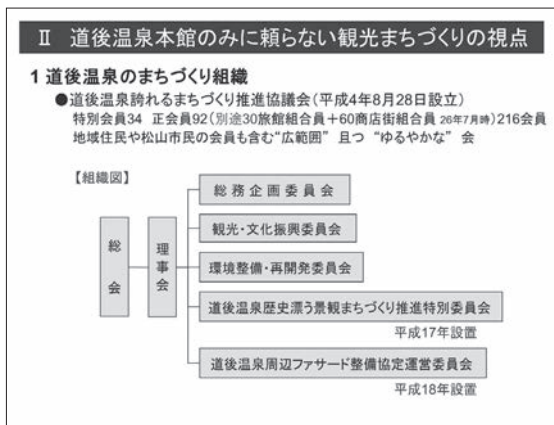 Ⅱ 道後温泉本館のみに頼らない観光まちづくりの視点
1 道後温泉のまちづくり組織
●道後温泉誇れるまちづくり推進協議会(平成4年8月28日設立)
特別会員34 正会員92(別途30旅館組合員+60商店街組合員 26年7月時)216会員
地域住民や松山市民の会員も含む“広範囲”且つ“ゆるやかな”会
【組織図】
総会
理事会
総務企画委員会
観光・文化振興委員会
環境整備・再開発委員会
道後温泉歴史漂う景観まちづくり推進特別委員会
平成17年設置
道後温泉周辺ファサード整備協定運営委員会
平成18年設置